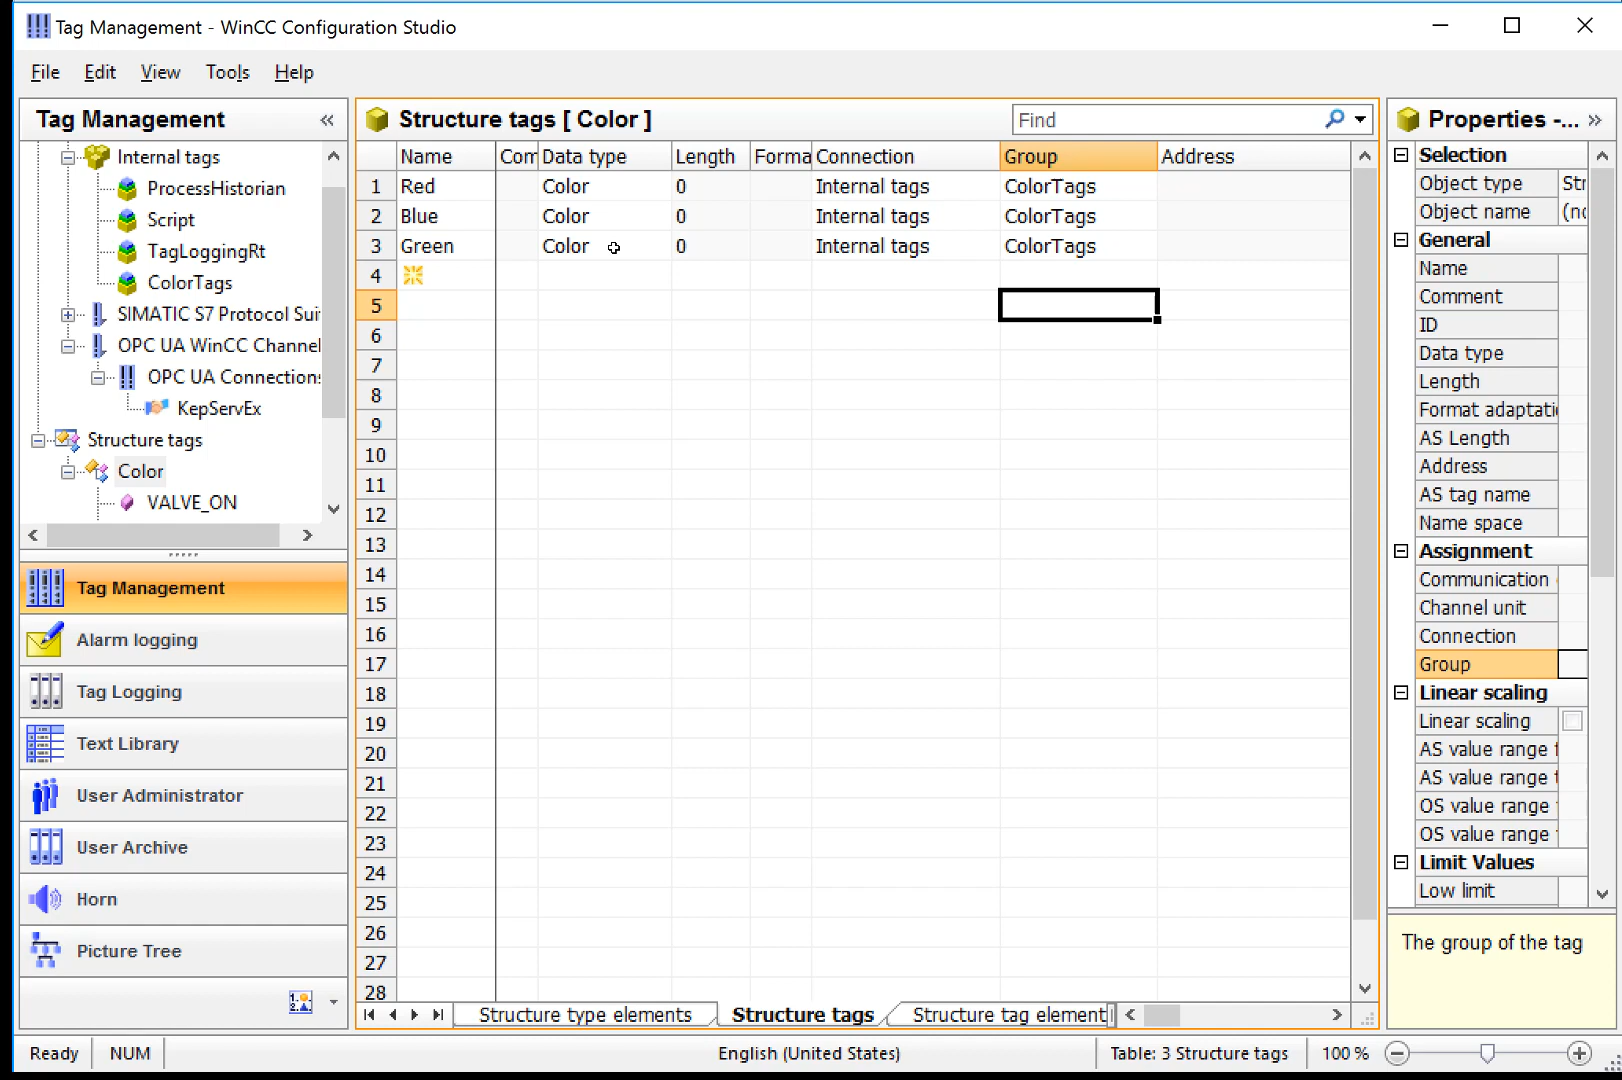 Tag Management - WinCC Configuration Studio
File Edit View Tools Help
Tag Management «
Internal tags
ProcessHistorian
Script
TagLoggingRt
ColorTags
SIMATIC S7 Protocol Sui
OPC UA WinCC Channel
OPC UA Connections
KepServEx
Structure tags
Color
VALVE_ON
Tag Management
Alarm logging
Tag Logging
Text Library
User Administrator
User Archive
Horn
Picture Tree
Structure tags [ Color ] Find
Name Com Data type Length Forma Connection Group Address
1 Red Color 0 Internal tags ColorTags
2 Blue Color 0 Internal tags ColorTags
3 Green Color 0 Internal tags ColorTags
4
5
6
7
8
9
10
11
12
13
14
15
16
17
18
19
20
21
22
23
24
25
26
27
28
Structure type elements Structure tags Structure tag element
Properties -... »
Selection
Object type Str
Object name (no
General
Name
Comment
ID
Data type
Length
Format adaptati
AS Length
Address
AS tag name
Name space
Assignment
Communication
Channel unit
Connection
Group
Linear scaling
Linear scaling
AS value range f
AS value range t
OS value range
OS value range
Limit Values
Low limit
The group of the tag
Ready NUM English (United States) Table: 3 Structure tags 100 %